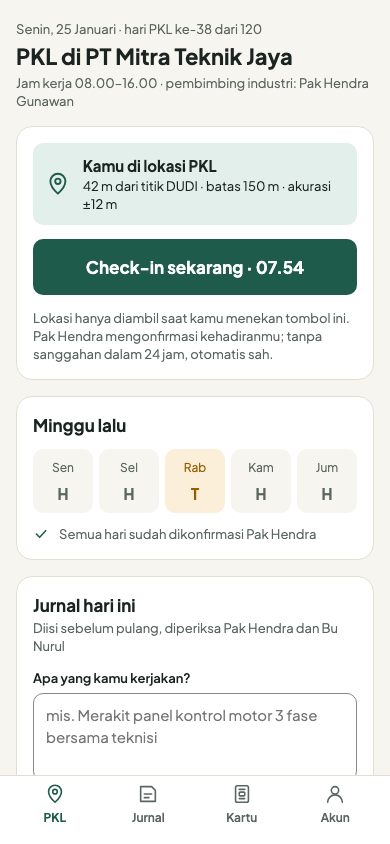 Senin, 25 Januari · hari PKL ke-38 dari 120
PKL di PT Mitra Teknik Jaya
Jam kerja 08.00–16.00 · pembimbing industri: Pak Hendra
Gunawan
Kamu di lokasi PKL
42 m dari titik DUDI · batas 150 m · akurasi
±12 m
Check-in sekarang · 07.54
Lokasi hanya diambil saat kamu menekan tombol ini.
Pak Hendra mengonfirmasi kehadiranmu; tanpa
sanggahan dalam 24 jam, otomatis sah.
Minggu lalu
Sen Sel Rab Kam Jum
H H T H H
Semua hari sudah dikonfirmasi Pak Hendra
Jurnal hari ini
Diisi sebelum pulang, diperiksa Pak Hendra dan Bu
Nurul
Apa yang kamu kerjakan?
mis. Merakit panel kontrol motor 3 fase
bersama teknisi
PKL Jurnal Kartu Akun